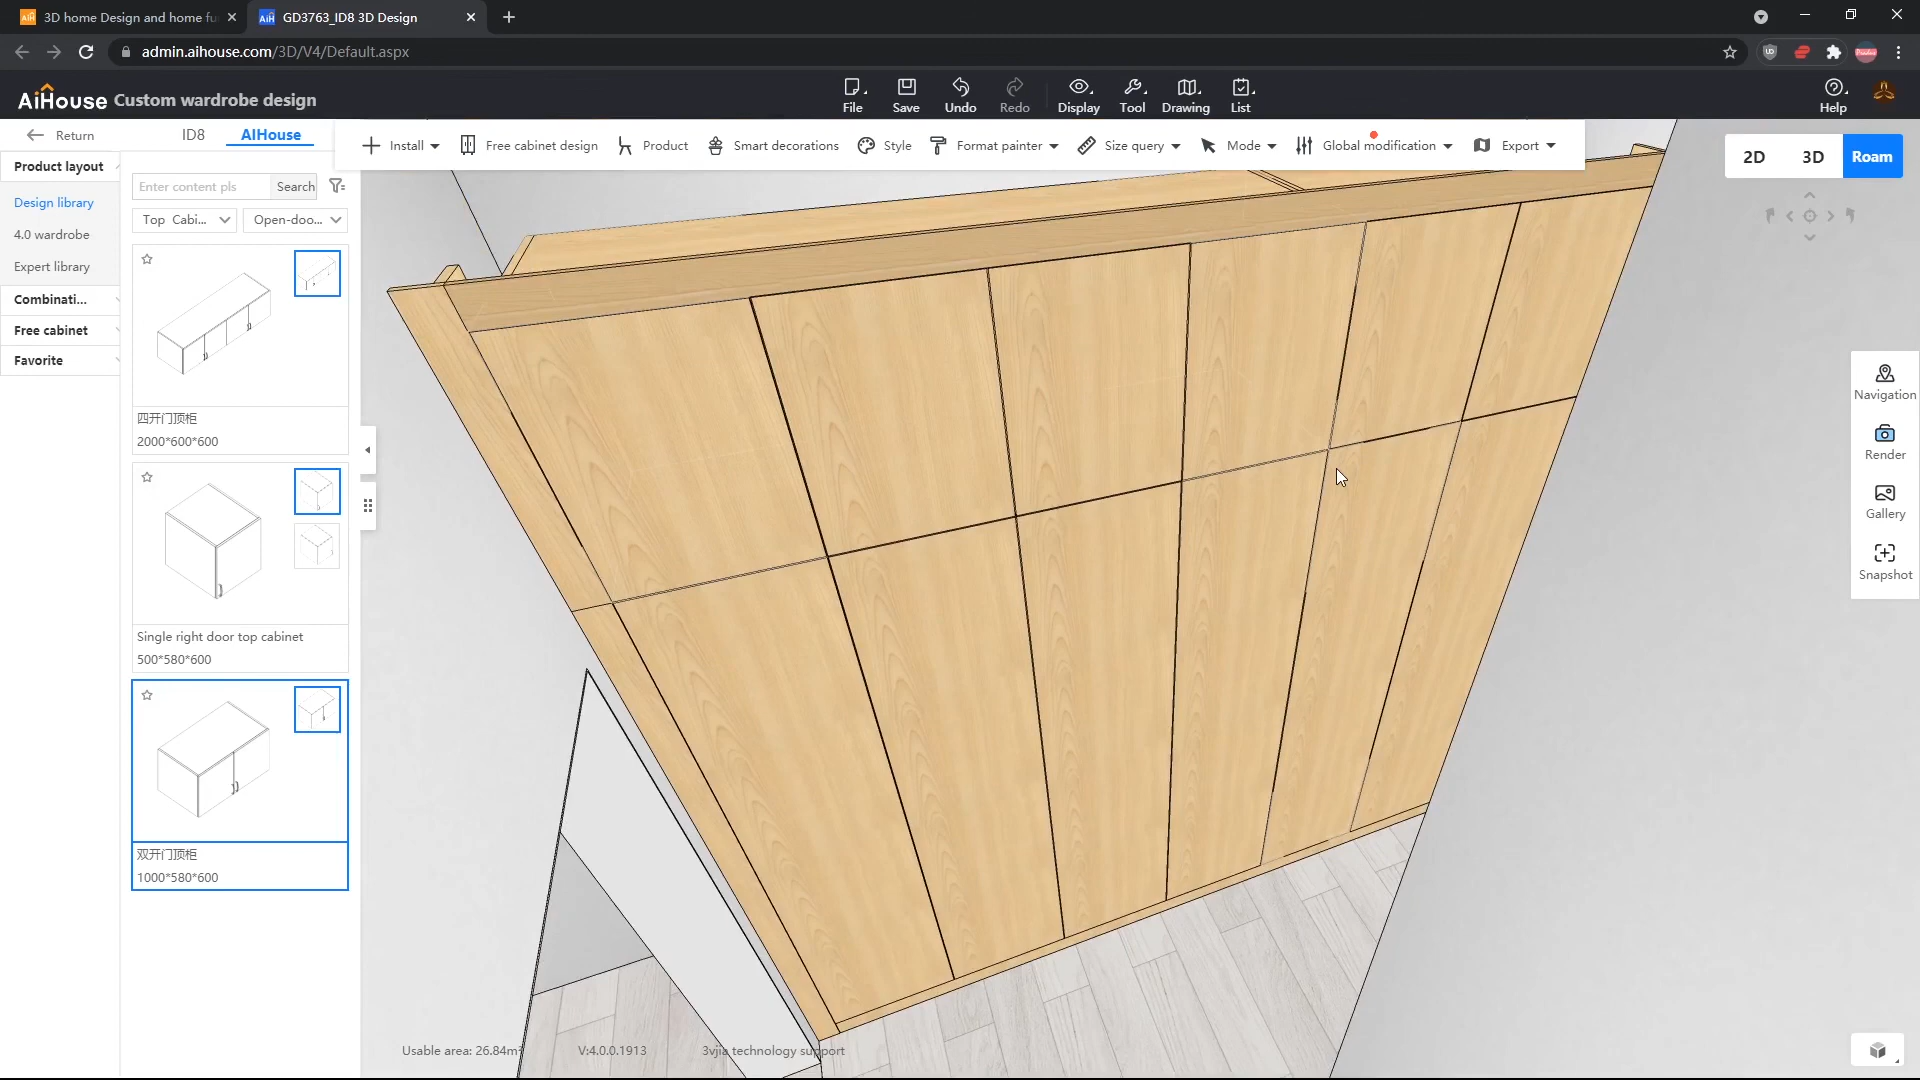 3D home Design and home fu
GD3763_ID8 3D Design
admin.aihouse.com/3D/V4/Default.aspx
AiHouse Custom wardrobe design
File
Save
Undo
Redo
Display
Tool
Drawing
List
Help
Return
ID8
AIHouse
Install
Free cabinet design
Product
Smart decorations
Style
Format painter
Size query
Mode
Global modification
Export
2D
3D
Roam
Product layout
Design library
4.0 wardrobe
Expert library
Combinati...
Free cabinet
Favorite
Enter content pls
Search
Top Cabi...
Open-doo...
四开门顶柜
2000*600*600
Single right door top cabinet
500*580*600
双开门顶柜
1000*580*600
Navigation
Render
Gallery
Snapshot
Usable area: 26.84m²
V:4.0.0.1913
3vjia technology support